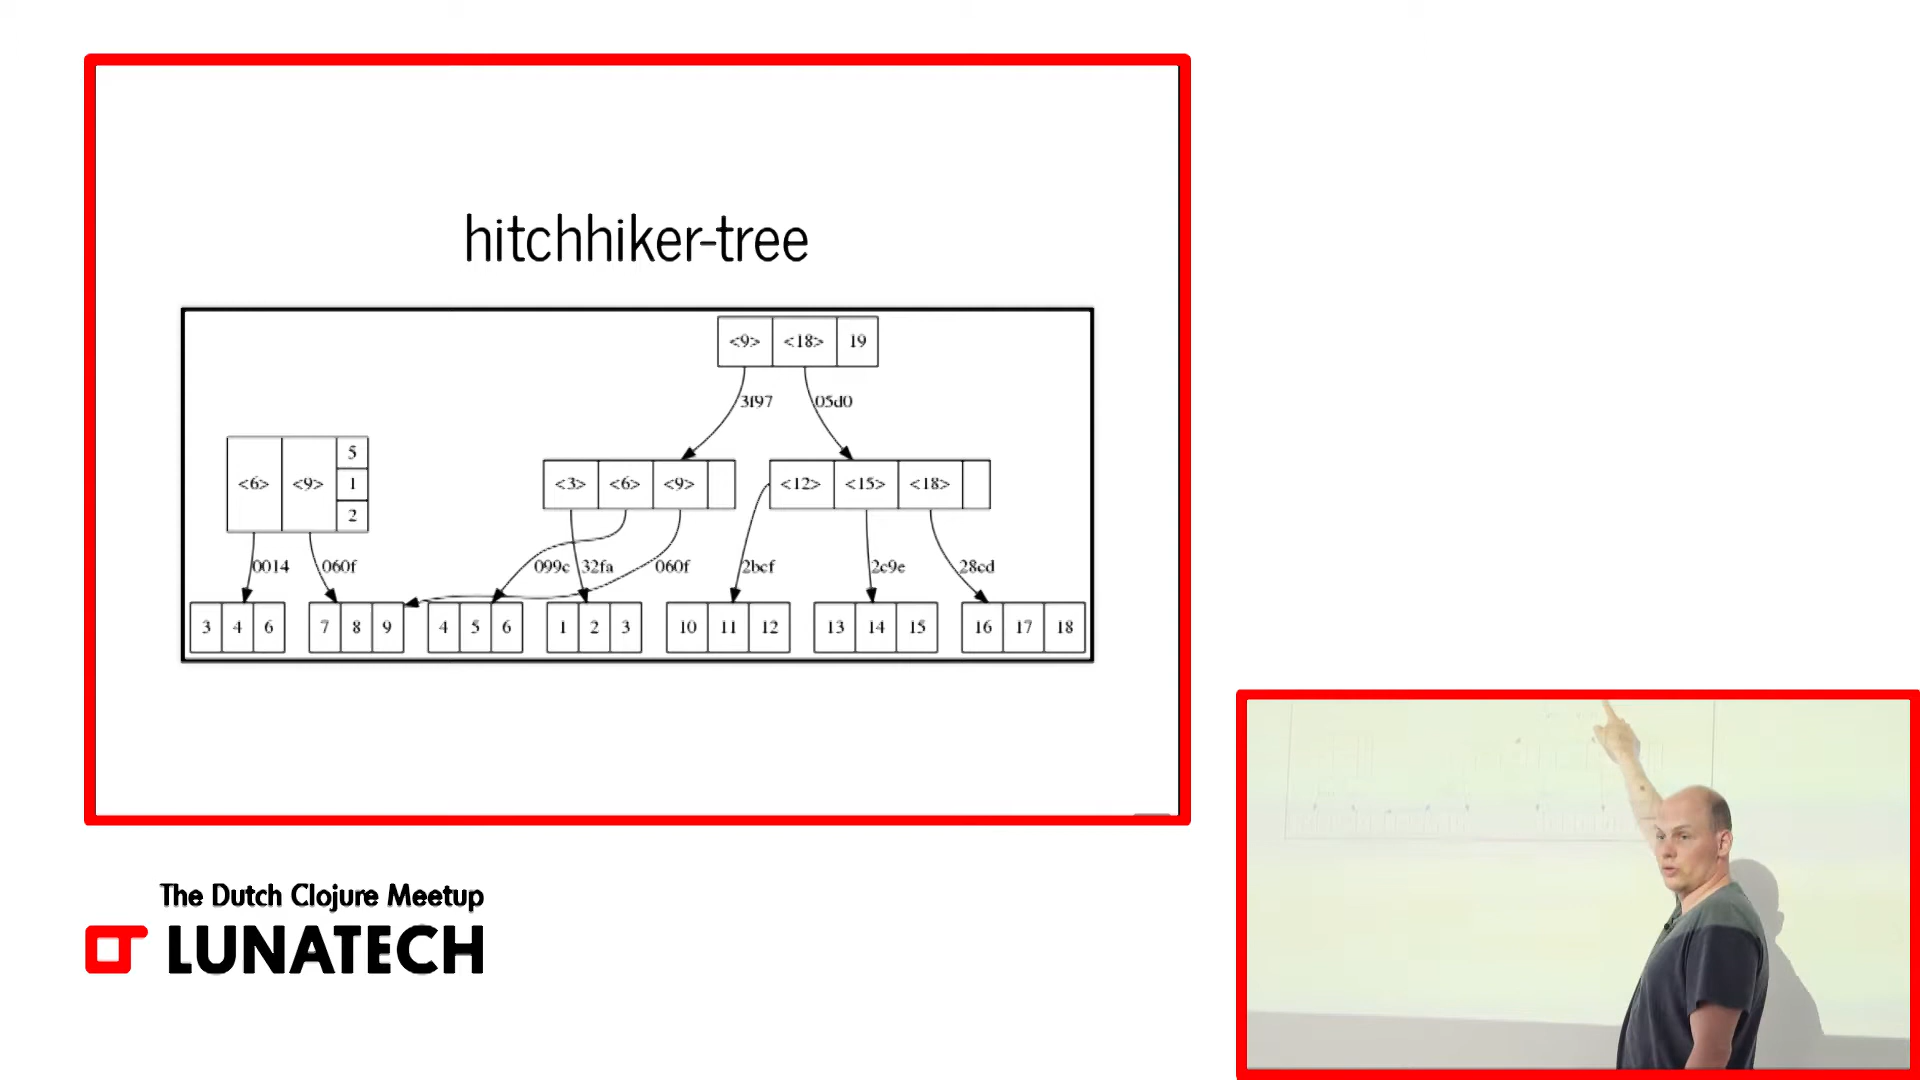 hitchhiker-tree
<9> <18> 19
3f97 05d0
<6> <9> 5 1 2
<3> <6> <9>
<12> <15> <18>
0014 060f 099c 32fa 060f 2bcf 2c9e 28cd
3 4 6
7 8 9
4 5 6
1 2 3
10 11 12
13 14 15
16 17 18
The Dutch Clojure Meetup
LUNATECH